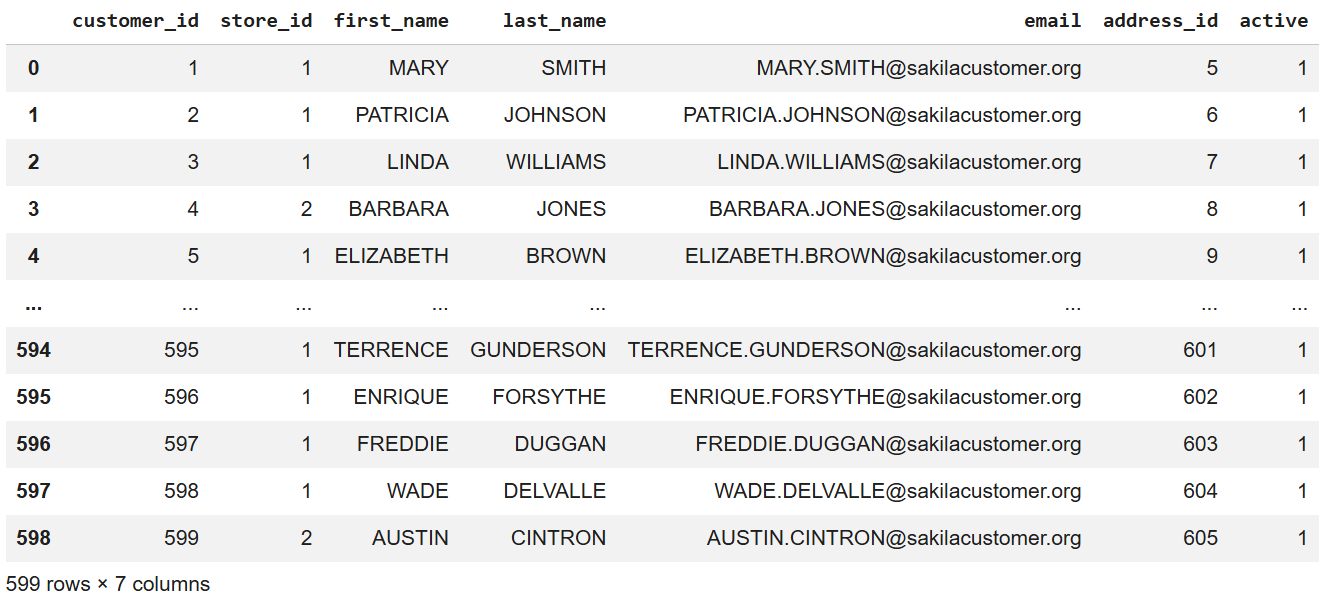 customer_id store_id first_name last_name email address_id active
0 1 1 MARY SMITH MARY.SMITH@sakilacustomer.org 5 1
1 2 1 PATRICIA JOHNSON PATRICIA.JOHNSON@sakilacustomer.org 6 1
2 3 1 LINDA WILLIAMS LINDA.WILLIAMS@sakilacustomer.org 7 1
3 4 2 BARBARA JONES BARBARA.JONES@sakilacustomer.org 8 1
4 5 1 ELIZABETH BROWN ELIZABETH.BROWN@sakilacustomer.org 9 1
... ... ... ... ... ... ... ...
594 595 1 TERRENCE GUNDERSON TERRENCE.GUNDERSON@sakilacustomer.org 601 1
595 596 1 ENRIQUE FORSYTHE ENRIQUE.FORSYTHE@sakilacustomer.org 602 1
596 597 1 FREDDIE DUGGAN FREDDIE.DUGGAN@sakilacustomer.org 603 1
597 598 1 WADE DELVALLE WADE.DELVALLE@sakilacustomer.org 604 1
598 599 2 AUSTIN CINTRON AUSTIN.CINTRON@sakilacustomer.org 605 1
599 rows × 7 columns